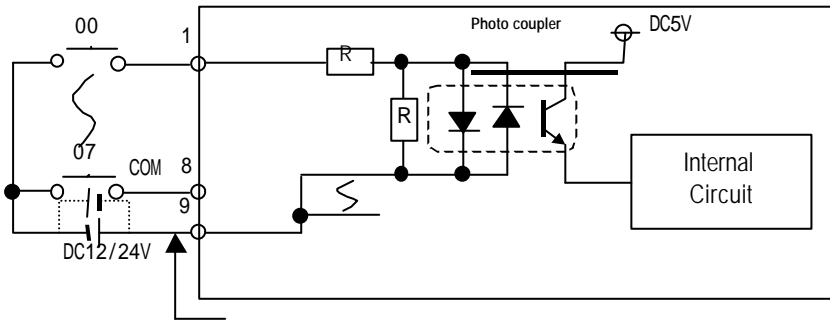 Photo coupler
DC5V
00
1
R
R
07
COM
8
9
DC12/24V
Internal
Circuit